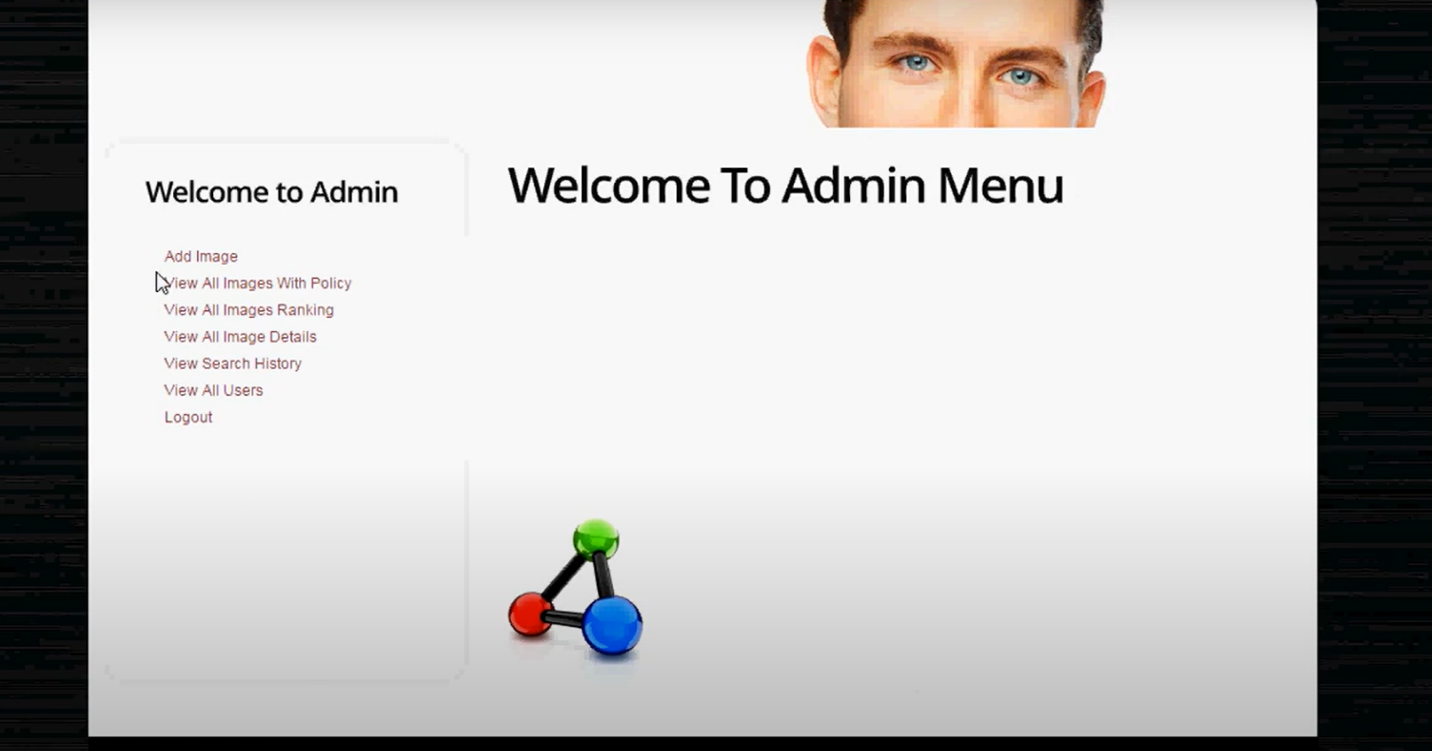 Welcome to Admin
Welcome To Admin Menu
Add Image
View All Images With Policy
View All Images Ranking
View All Image Details
View Search History
View All Users
Logout